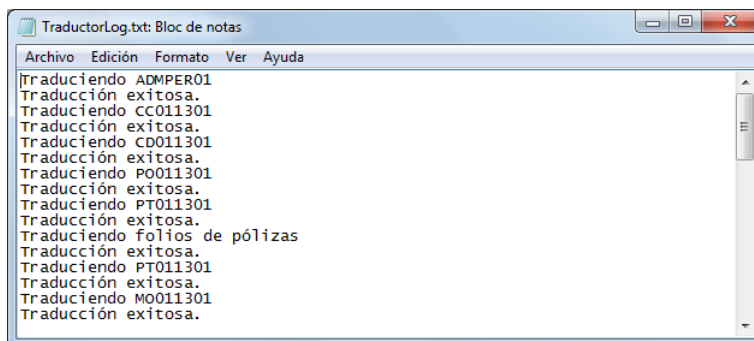 TraductorLog.txt: Bloc de notas
Archivo Edición Formato Ver Ayuda
Traduciendo ADMPER01
Traducción exitosa.
Traduciendo CC011301
Traducción exitosa.
Traduciendo CD011301
Traducción exitosa.
Traduciendo PO011301
Traducción exitosa.
Traduciendo PT011301
Traducción exitosa.
Traduciendo folios de pólizas
Traducción exitosa.
Traduciendo PT011301
Traducción exitosa.
Traduciendo MO011301
Traducción exitosa.